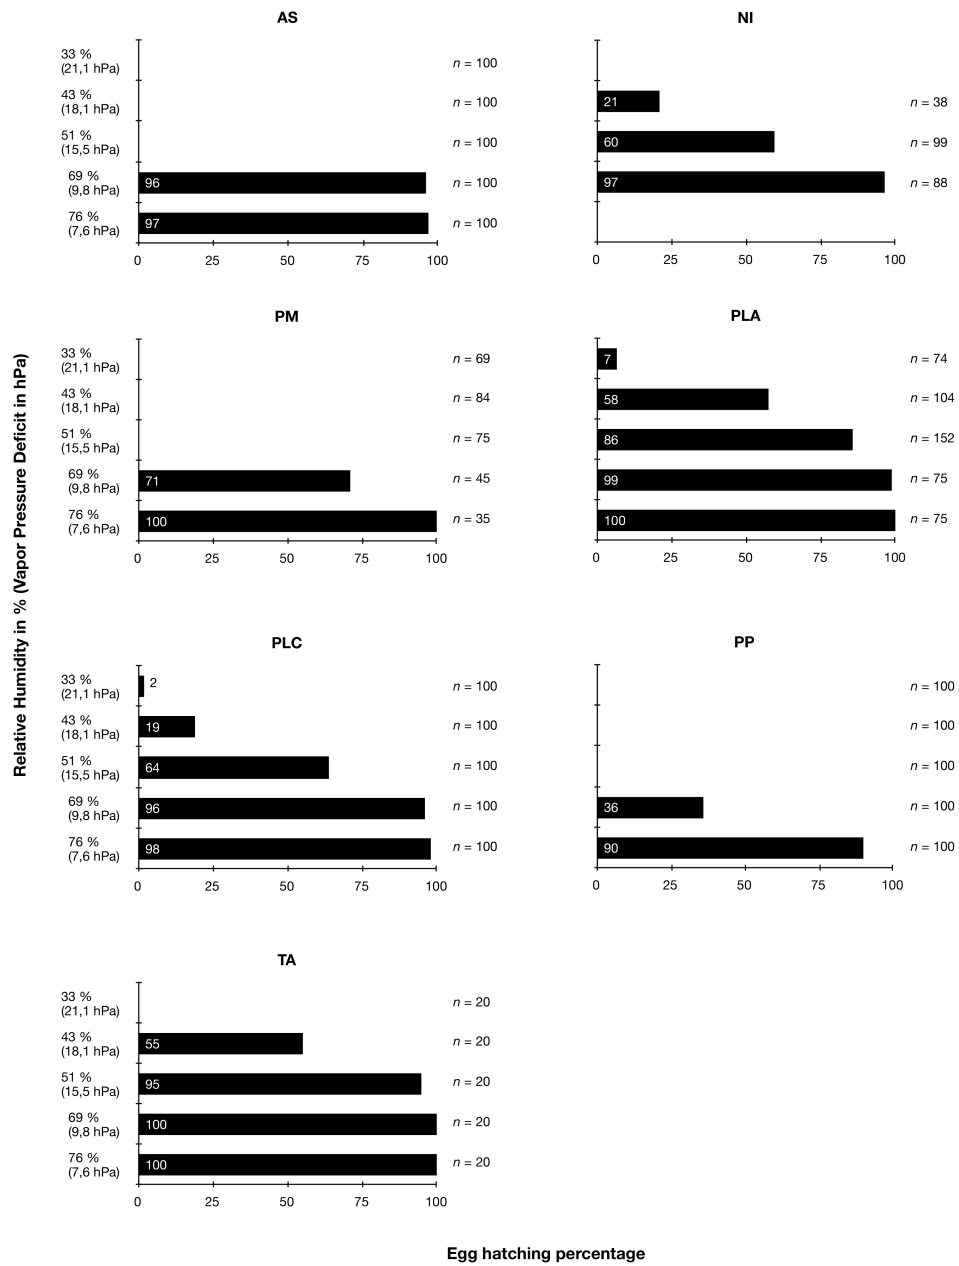 AS
33 %
(21,1 hPa)
n = 100
43 %
(18,1 hPa)
n = 100
51 %
(15,5 hPa)
n = 100
69 %
(9,8 hPa)
96
n = 100
76 %
(7,6 hPa)
97
n = 100
0 25 50 75 100
NI
21
n = 38
60
n = 99
97
n = 88
0 25 50 75 100
Relative Humidity in % (Vapor Pressure Deficit in hPa)
PM
33 %
(21,1 hPa)
n = 69
43 %
(18,1 hPa)
n = 84
51 %
(15,5 hPa)
n = 75
69 %
(9,8 hPa)
71
n = 45
76 %
(7,6 hPa)
100
n = 35
0 25 50 75 100
PLA
7
n = 74
58
n = 104
86
n = 152
99
n = 75
100
n = 75
0 25 50 75 100
PLC
33 %
(21,1 hPa)
2
n = 100
43 %
(18,1 hPa)
19
n = 100
51 %
(15,5 hPa)
64
n = 100
69 %
(9,8 hPa)
96
n = 100
76 %
(7,6 hPa)
98
n = 100
0 25 50 75 100
PP
n = 100
n = 100
n = 100
36
n = 100
90
n = 100
0 25 50 75 100
TA
33 %
(21,1 hPa)
n = 20
43 %
(18,1 hPa)
55
n = 20
51 %
(15,5 hPa)
95
n = 20
69 %
(9,8 hPa)
100
n = 20
76 %
(7,6 hPa)
100
n = 20
0 25 50 75 100
Egg hatching percentage